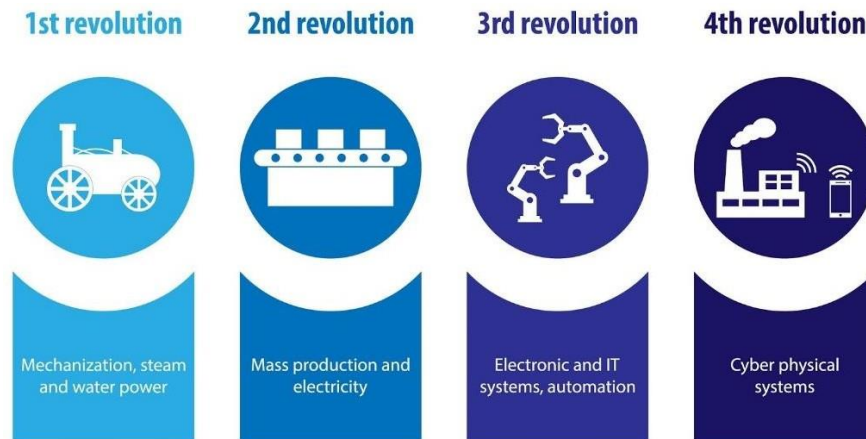 1st revolution
2nd revolution
3rd revolution
4th revolution
Mechanization, steam
and water power
Mass production and
electricity
Electronic and IT
systems, automation
Cyber physical
systems